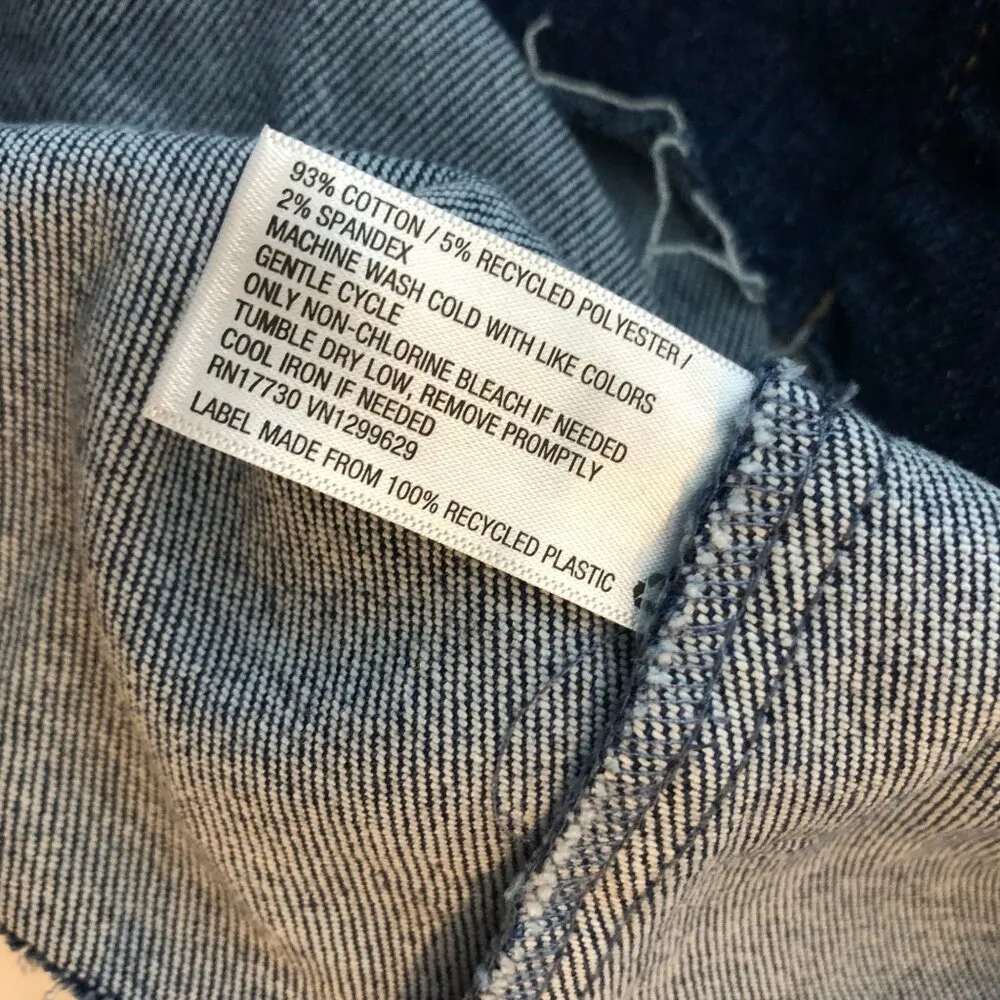 93% COTTON / 5% RECYCLED POLYESTER /
2% SPANDEX
MACHINE WASH COLD WITH LIKE COLORS
GENTLE CYCLE
ONLY NON-CHLORINE BLEACH IF NEEDED
TUMBLE DRY LOW, REMOVE PROMPTLY
COOL IRON IF NEEDED
RN17730 VN1299629
LABEL MADE FROM 100% RECYCLED PLASTIC